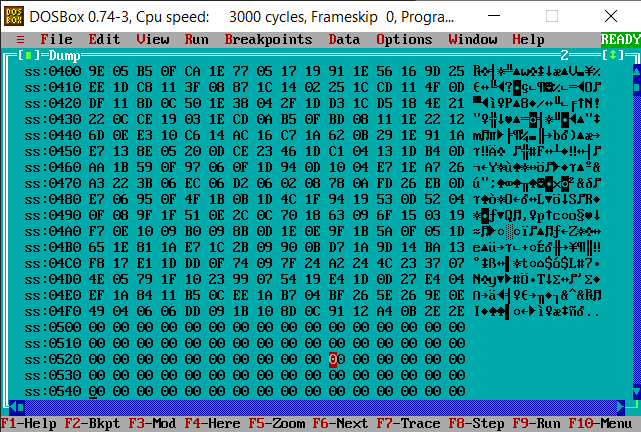 DOSBox 0.74-3, Cpu speed: 3000 cycles, Frameskip 0, Progra...
≡ File Edit View Run Breakpoints Data Options Window Help READY
[■]=Dump 2 [↕]
ss:0400 9E 05 B5 0F CA 1E 77 05 17 19 91 1E 56 16 9D 25
ss:0410 EE 1D C8 11 3F 08 87 1C 14 02 25 1C CD 11 4F 0D
ss:0420 DF 11 8D 0C 50 1E 38 04 2F 1D D3 1C D5 18 4E 21
ss:0430 22 0C CE 19 03 1E CD 0A B5 0F BD 08 11 1E 22 12
ss:0440 6D 0E E3 10 C6 14 AC 16 C7 1A 62 0B 29 1E 91 1A
ss:0450 E7 13 8E 05 20 0D CE 23 46 1D C1 04 13 1D B4 0D
ss:0460 AA 1B 59 0F 97 06 0F 1D 94 0D 10 04 E7 1E A7 26
ss:0470 A3 22 3B 06 EC 06 D2 06 02 08 78 0A FD 26 EB 0D
ss:0480 E7 06 95 0F 4F 1B 0B 1D 4C 1F 94 19 53 0D 52 04
ss:0490 0F 08 9F 1F 51 0E 2C 0C 70 18 63 09 6F 15 03 19
ss:04A0 F7 0E 10 09 B0 09 8B 0D 1E 0E 9F 1B 5A 0F 05 1D
ss:04B0 65 1E 81 1A E7 1C 2B 09 90 0B D7 1A 9D 14 BA 13
ss:04C0 F8 17 E1 1D DD 0F 74 09 7F 24 A2 24 4C 23 37 07
ss:04D0 4E 05 79 1F 10 23 99 07 54 19 E4 1D 0D 27 E4 04
ss:04E0 EF 1A 84 11 B5 0C EE 1A B7 04 BF 26 5E 26 9E 0E
ss:04F0 49 04 06 06 DD 09 1B 10 8D 0C 91 12 A4 0B 2E 2E
ss:0500 00 00 00 00 00 00 00 00 00 00 00 00 00 00 00 00
ss:0510 00 00 00 00 00 00 00 00 00 00 00 00 00 00 00 00
ss:0520 00 00 00 00 00 00 00 00 00 00 00 00 00 00 00 00
ss:0530 00 00 00 00 00 00 00 00 00 00 00 00 00 00 00 00
ss:0540 00 00 00 00 00 00 00 00 00 00 00 00 00 00 00 00
F1-Help F2-Bkpt F3-Mod F4-Here F5-Zoom F6-Next F7-Trace F8-Step F9-Run F10-Menu